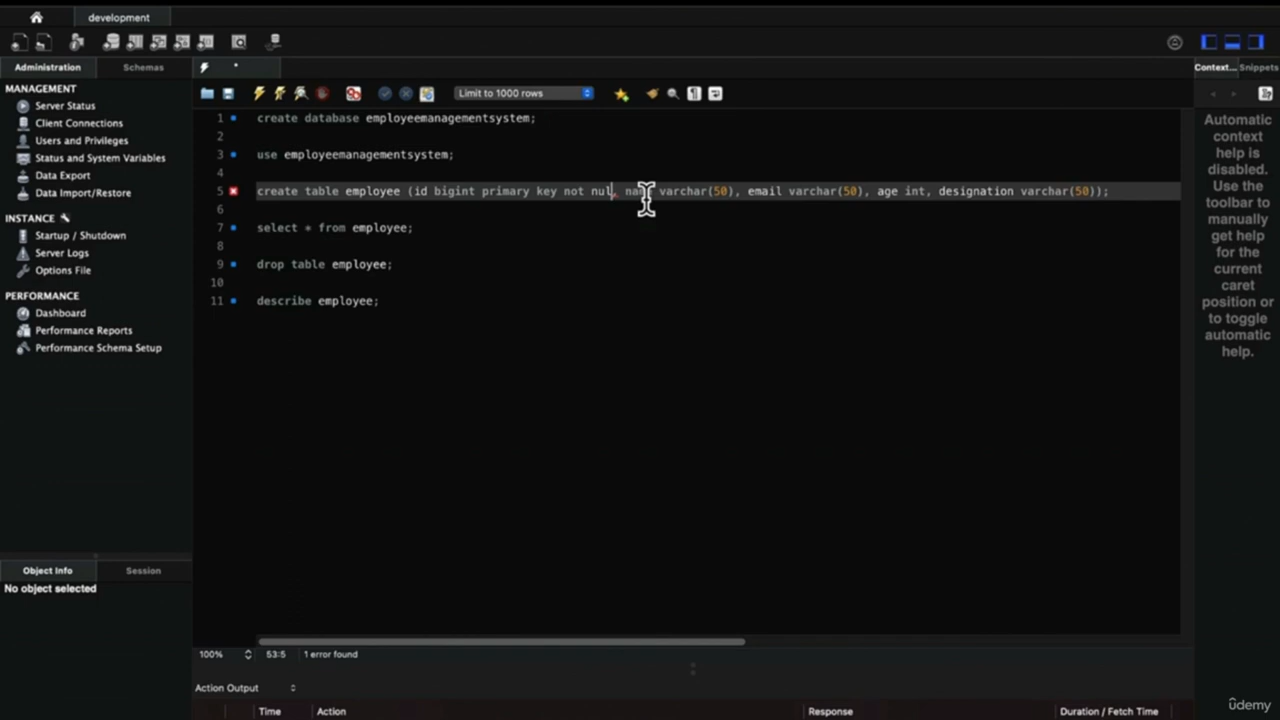 development
Administration
Schemas
Context...
Snippets
MANAGEMENT
Server Status
Client Connections
Users and Privileges
Status and System Variables
Data Export
Data Import/Restore
INSTANCE
Startup / Shutdown
Server Logs
Options File
PERFORMANCE
Dashboard
Performance Reports
Performance Schema Setup
Object Info
Session
No object selected
Limit to 1000 rows
1 create database employeemanagementsystem;
2
3 use employeemanagementsystem;
4
5 create table employee (id bigint primary key not nul, name varchar(50), email varchar(50), age int, designation varchar(50));
6
7 select * from employee;
8
9 drop table employee;
10
11 describe employee;
100%
53:5
1 error found
Action Output
Time
Action
Response
Duration / Fetch Time
Automatic
context
help is
disabled.
Use the
toolbar to
manually
get help
for the
current
caret
position or
to toggle
automatic
help.
ûdemy